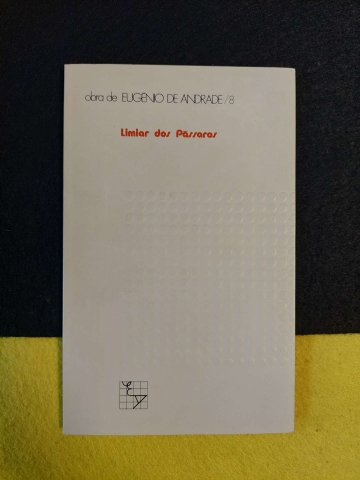 obra de EUGÉNIO DE ANDRADE/8
Limiar dos Pássaros